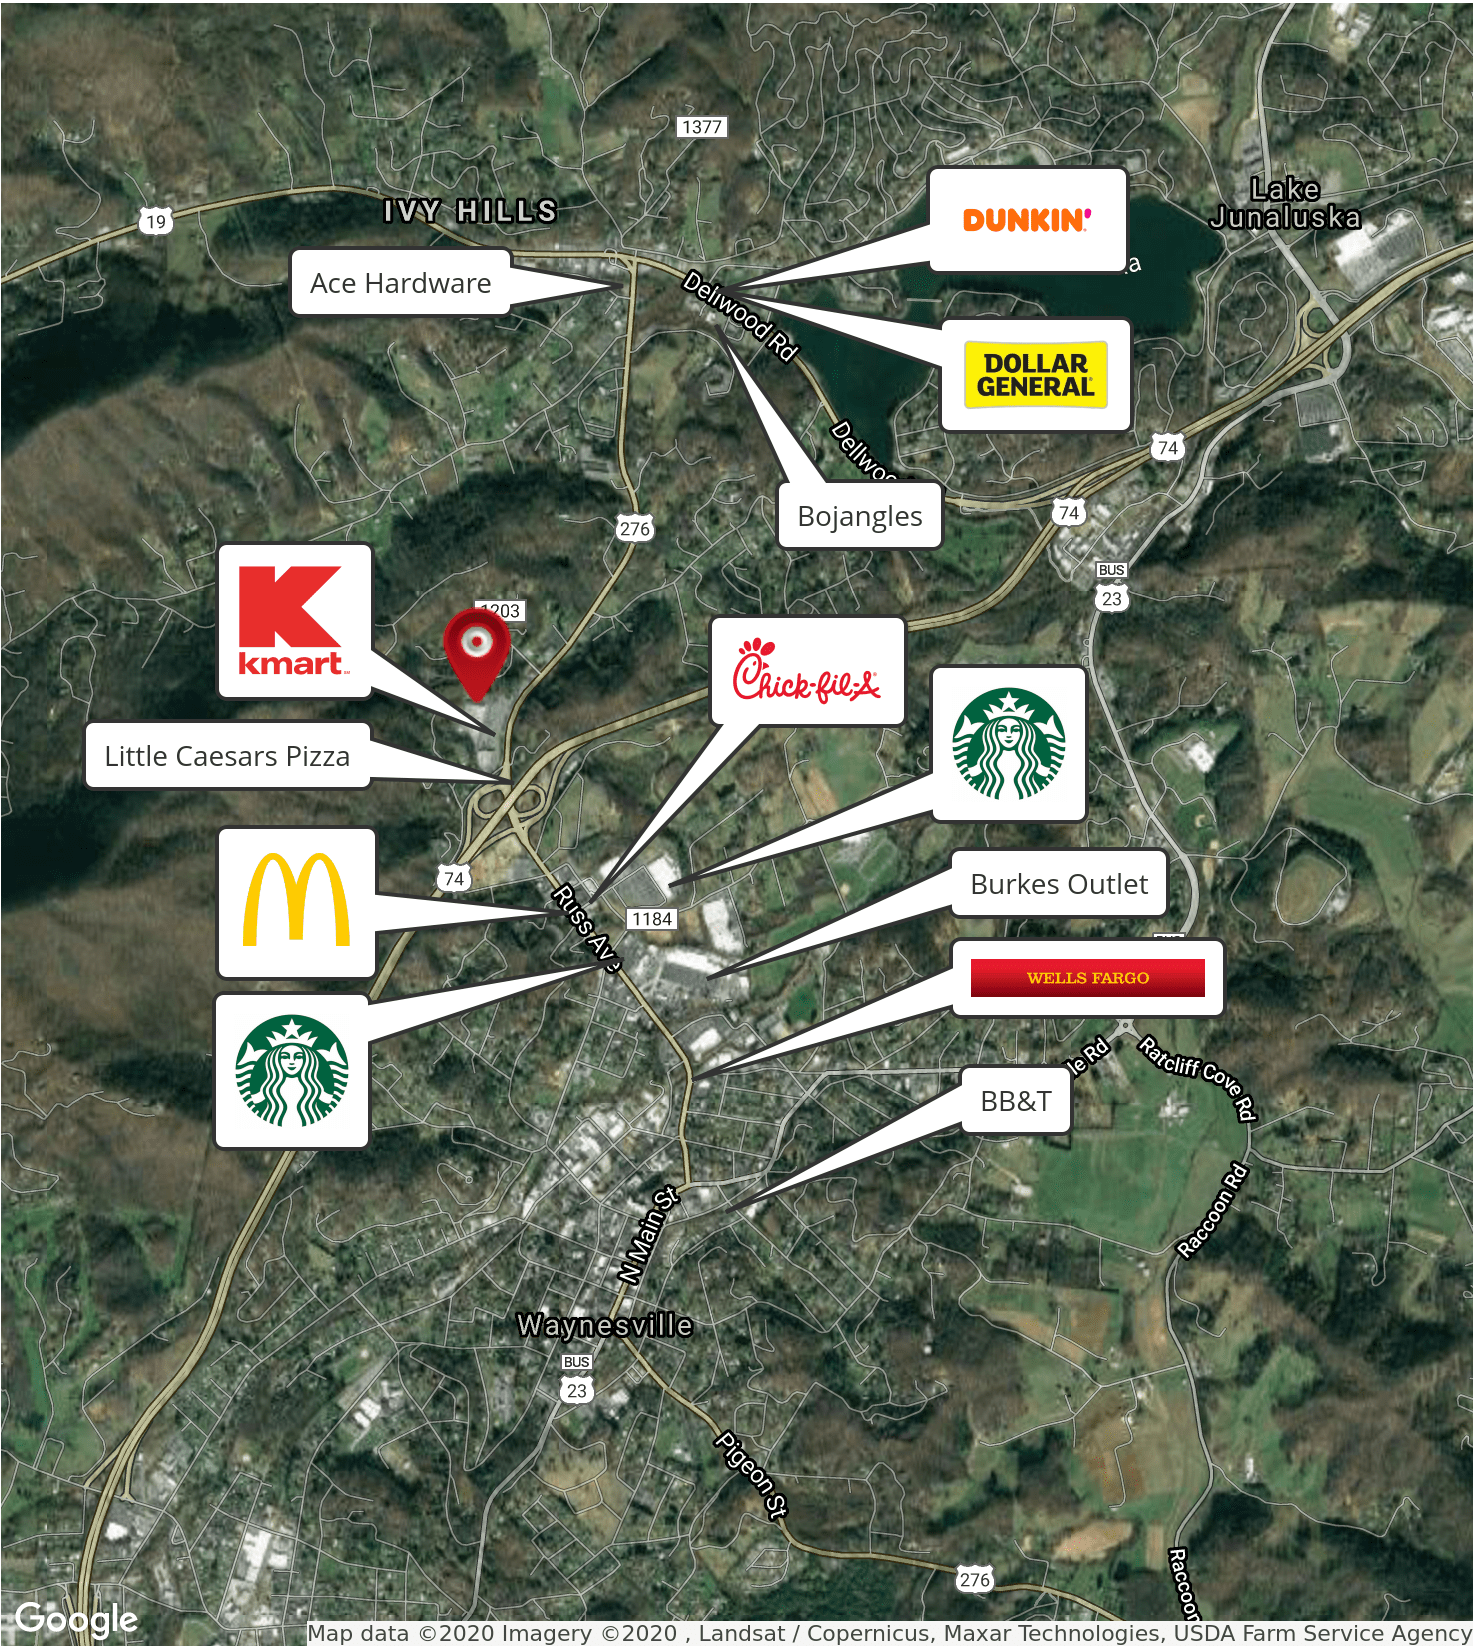 1377
Lake
Junaluska
IVY HILLS
19
DUNKIN'
a
Ace Hardware
Dellwood Rd
DOLLAR
GENERAL
74
Bojangles
74
276
BUS
23
kmart
1203
Chick-fil-A
Little Caesars Pizza
74
Burkes Outlet
Russ Ave
1184
WELLS FARGO
le Rd
Ratcliff Cove Rd
BB&T
Raccoon Rd
N Main St
Waynesville
BUS
23
Pigeon St
276
Raccoon
Google
Map data ©2020 Imagery ©2020 , Landsat / Copernicus, Maxar Technologies, USDA Farm Service Agency